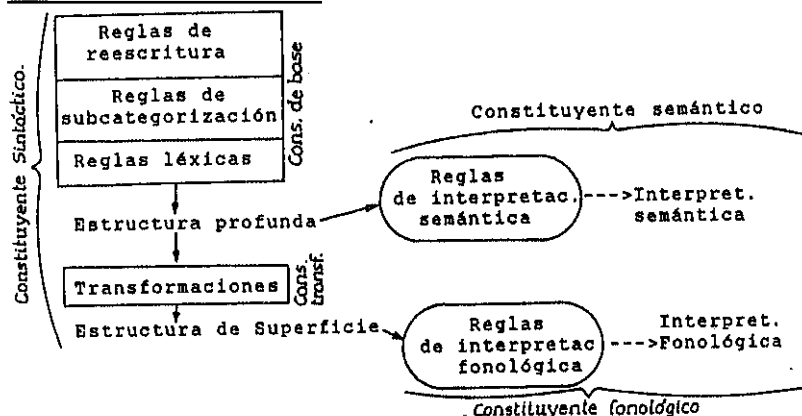 Constituyente Sintáctico.
Reglas de
reescritura
Reglas de
subcategorización
Reglas léxicas
Cons. de base
Estructura profunda
Transformaciones
Cons.
transf.
Estructura de Superficie
Constituyente semántico
Reglas
de interpretac.
semántica
--->Interpret.
semántica
Reglas
de interpretac
fonológica
Interpret.
--->Fonológica
Constituyente fonológico